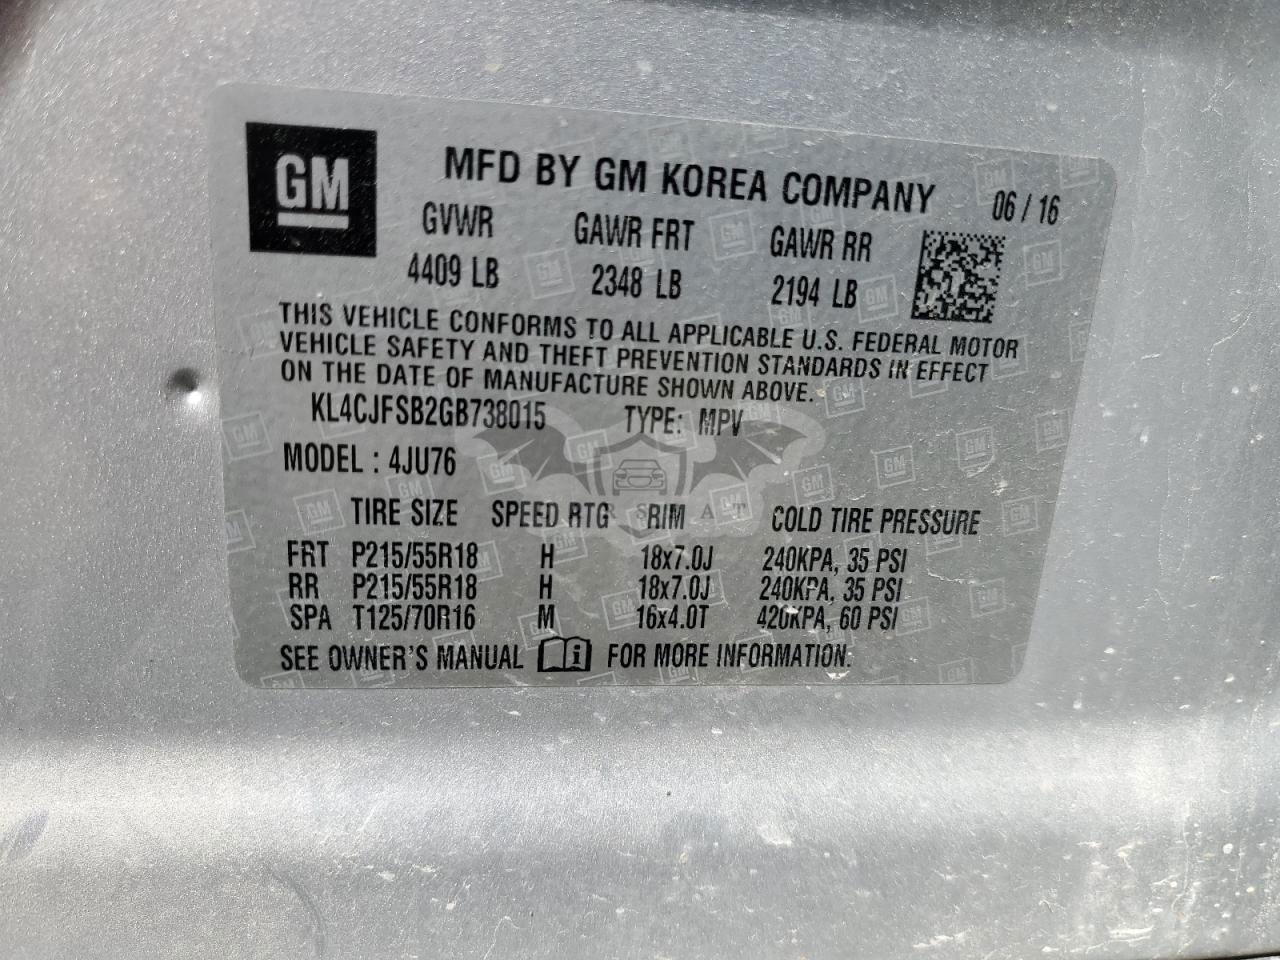 GM
MFD BY GM KOREA COMPANY 06 / 16
GVWR GAWR FRT GAWR RR
4409 LB 2348 LB 2194 LB
THIS VEHICLE CONFORMS TO ALL APPLICABLE U.S. FEDERAL MOTOR
VEHICLE SAFETY AND THEFT PREVENTION STANDARDS IN EFFECT
ON THE DATE OF MANUFACTURE SHOWN ABOVE.
KL4CJFSB2GB738015 TYPE: MPV
MODEL : 4JU76
TIRE SIZE SPEED RTG RIM COLD TIRE PRESSURE
FRT P215/55R18 H 18x7.0J 240KPA, 35 PSI
RR P215/55R18 H 18x7.0J 240KPA, 35 PSI
SPA T125/70R16 M 16x4.0T 420KPA, 60 PSI
SEE OWNER'S MANUAL i FOR MORE INFORMATION.